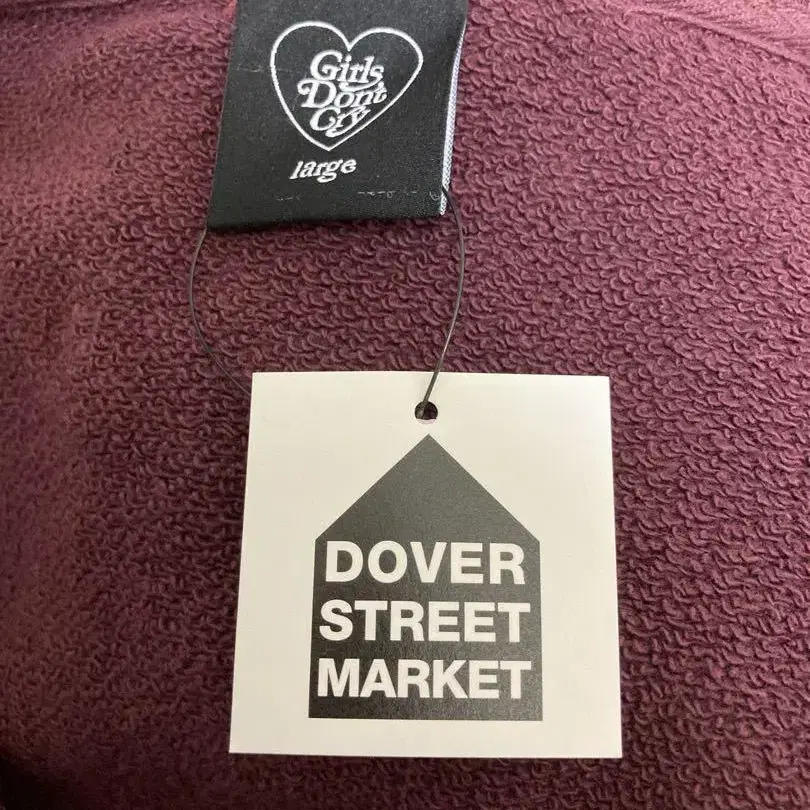 Girls
Don't
Cry
large
DOVER
STREET
MARKET